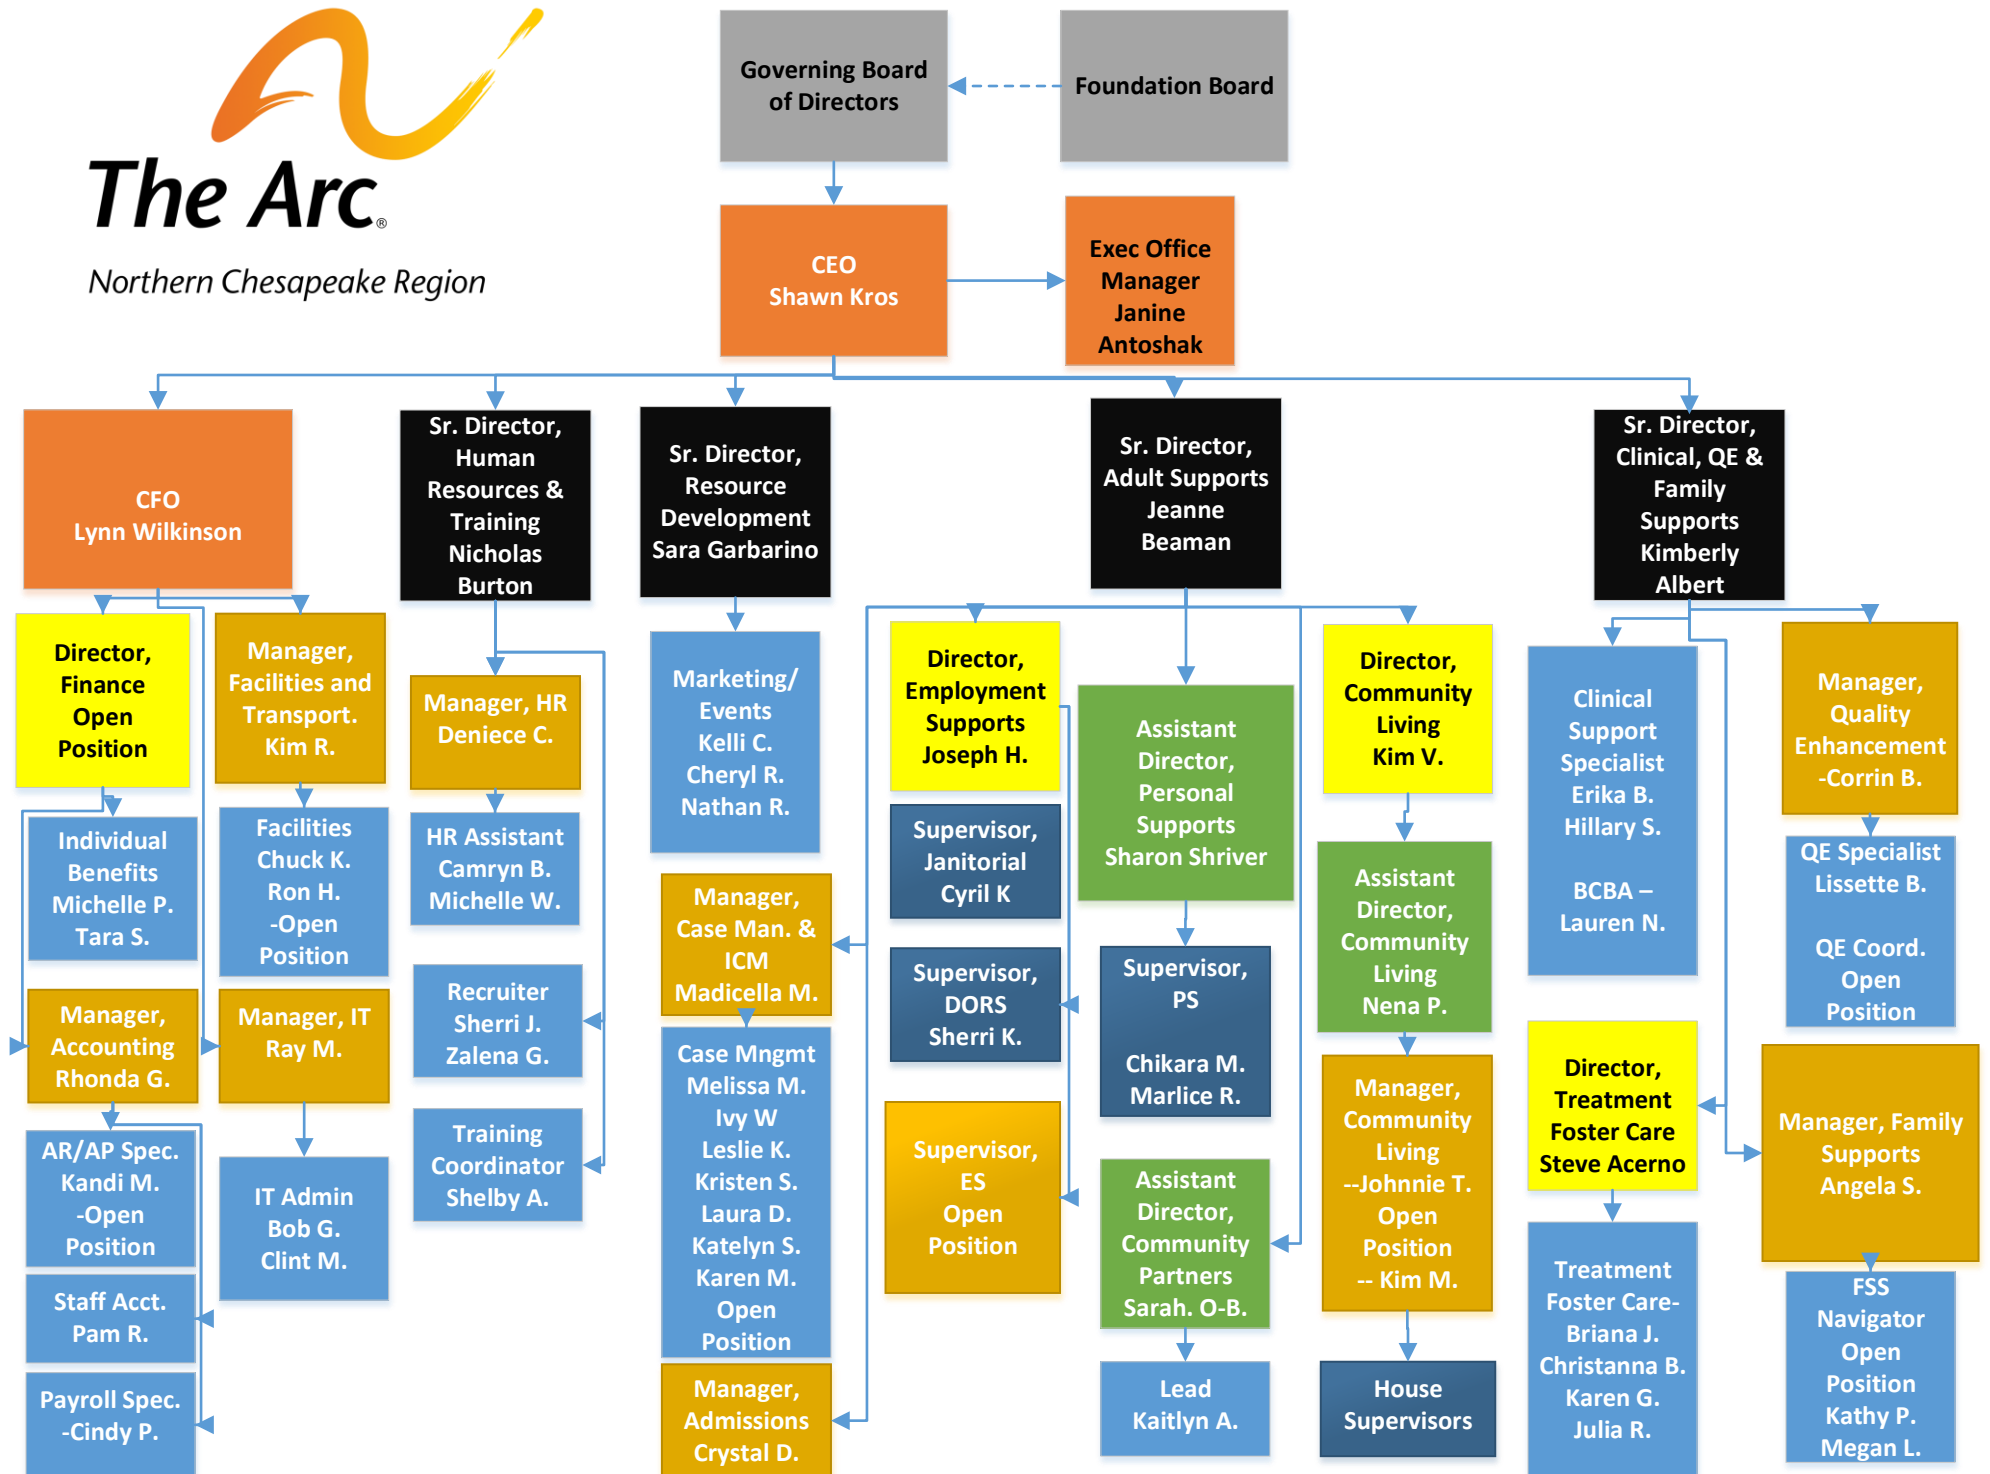 The Arc®
Northern Chesapeake Region
Governing Board
of Directors
Foundation Board
CEO
Shawn Kros
Exec Office
Manager
Janine
Antoshak
CFO
Lynn Wilkinson
Sr. Director,
Human
Resources &
Training
Nicholas
Burton
Sr. Director,
Resource
Development
Sara Garbarino
Sr. Director,
Adult Supports
Jeanne
Beaman
Sr. Director,
Clinical, QE &
Family
Supports
Kimberly
Albert
Director,
Finance
Open
Position
Manager,
Facilities and
Transport.
Kim R.
Manager, HR
Deniece C.
Marketing/
Events
Kelli C.
Cheryl R.
Nathan R.
Director,
Employment
Supports
Joseph H.
Assistant
Director,
Personal
Supports
Sharon Shriver
Director,
Community
Living
Kim V.
Clinical
Support
Specialist
Erika B.
Hillary S.
BCBA –
Lauren N.
Manager,
Quality
Enhancement
-Corrin B.
Individual
Benefits
Michelle P.
Tara S.
Facilities
Chuck K.
Ron H.
-Open
Position
HR Assistant
Camryn B.
Michelle W.
Supervisor,
Janitorial
Cyril K
Assistant
Director,
Community
Living
Nena P.
QE Specialist
Lissette B.
QE Coord.
Open
Position
Manager,
Case Man. &
ICM
Madicella M.
Supervisor,
DORS
Sherri K.
Supervisor,
PS
Chikara M.
Marlice R.
Recruiter
Sherri J.
Zalena G.
Manager,
Accounting
Rhonda G.
Manager, IT
Ray M.
Case Mngmt
Melissa M.
Ivy W
Leslie K.
Kristen S.
Laura D.
Katelyn S.
Karen M.
Open
Position
Manager,
Community
Living
--Johnnie T.
Open
Position
-- Kim M.
Director,
Treatment
Foster Care
Steve Acerno
Manager, Family
Supports
Angela S.
AR/AP Spec.
Kandi M.
-Open
Position
IT Admin
Bob G.
Clint M.
Training
Coordinator
Shelby A.
Supervisor,
ES
Open
Position
Assistant
Director,
Community
Partners
Sarah. O-B.
Treatment
Foster Care-
Briana J.
Christanna B.
Karen G.
Julia R.
FSS
Navigator
Open
Position
Kathy P.
Megan L.
Staff Acct.
Pam R.
Payroll Spec.
-Cindy P.
Manager,
Admissions
Crystal D.
Lead
Kaitlyn A.
House
Supervisors